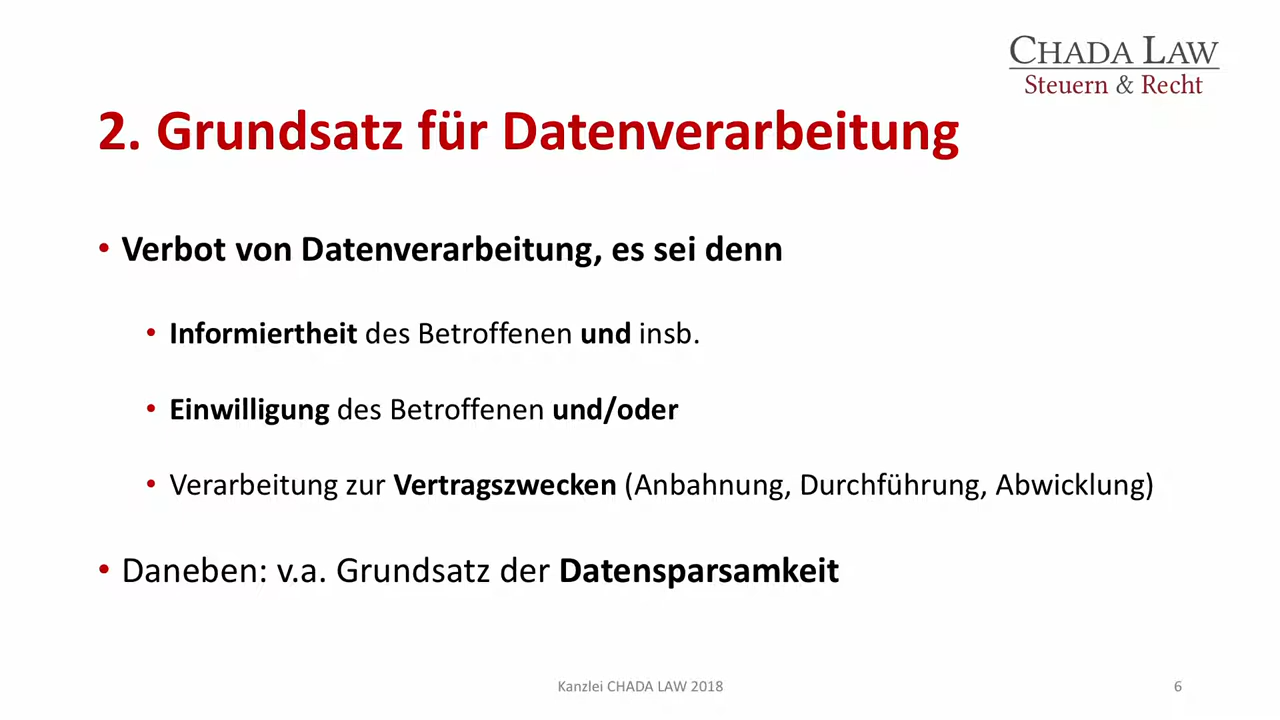 CHADA LAW
Steuern & Recht
2. Grundsatz für Datenverarbeitung
• Verbot von Datenverarbeitung, es sei denn
• Informiertheit des Betroffenen und insb.
• Einwilligung des Betroffenen und/oder
• Verarbeitung zur Vertragszwecken (Anbahnung, Durchführung, Abwicklung)
• Daneben: v.a. Grundsatz der Datensparsamkeit
Kanzlei CHADA LAW 2018
6